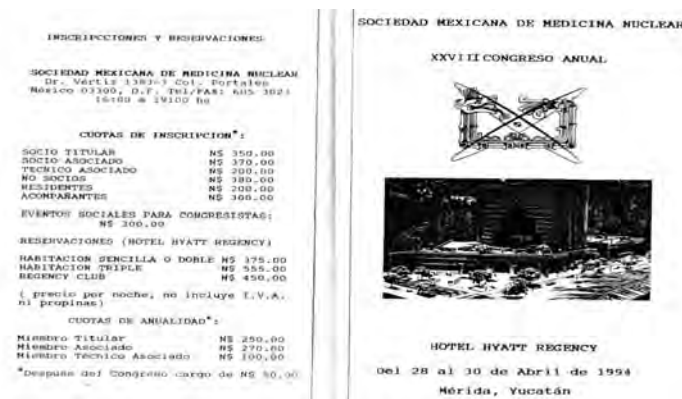 INSCRIPCCIONES Y RESERVACIONES
SOCIEDAD MEXICANA DE MEDICINA NUCLEAR
Dr. Vértiz Col. Portales
México 03300, D.F. Tel/FAX: 605 3023
16:00 a 19:00 hs
CUOTAS DE INSCRIPCION*:
SOCIO TITULAR N$ 350.00
SOCIO ASOCIADO N$ 370.00
TECNICO ASOCIADO N$ 200.00
NO SOCIOS N$ 380.00
RESIDENTES N$ 200.00
ACOMPAÑANTES N$ 300.00
EVENTOS SOCIALES PARA CONGRESISTAS:
N$ 300.00
RESERVACIONES (HOTEL HYATT REGENCY)
HABITACION SENCILLA O DOBLE N$ 375.00
HABITACION TRIPLE N$ 555.00
REGENCY CLUB N$ 450.00
( precio por noche, no incluye I.V.A.
ni propinas)
CUOTAS DE ANUALIDAD*:
Miembro Titular N$ 250.00
Miembro Asociado N$ 270.00
Miembro Técnico Asociado N$ 100.00
*Después del Congreso cargo de N$ 50.00
SOCIEDAD MEXICANA DE MEDICINA NUCLEAR
XXVIII CONGRESO ANUAL
HOTEL HYATT REGENCY
Del 28 al 30 de Abril de 1994
Mérida, Yucatán